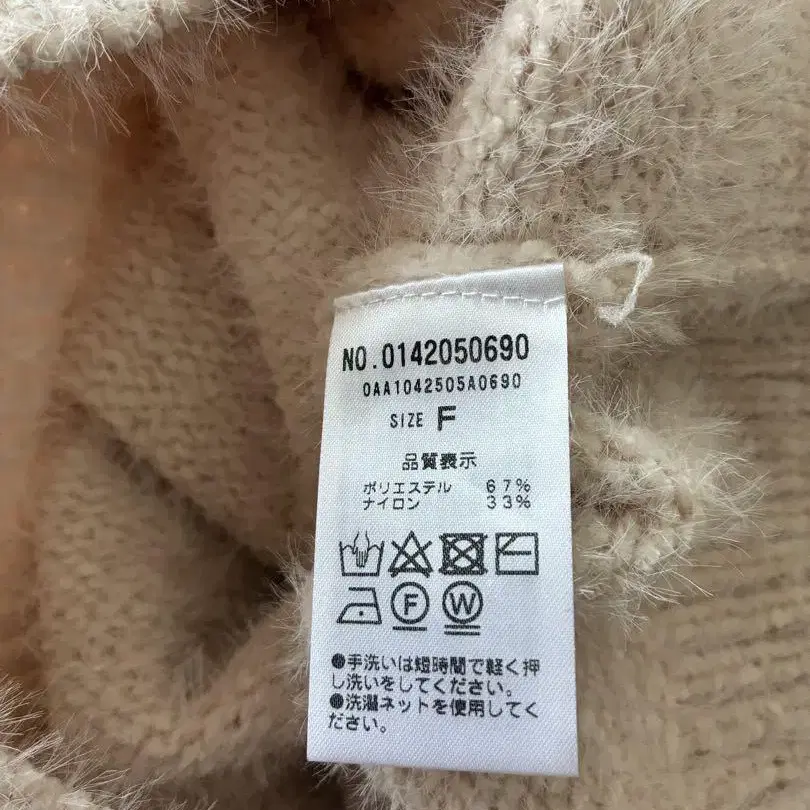 NO.0142050690
0AA1042505A0690
SIZE F
品質表示
ポリエステル 67%
ナイロン 33%
F W
●手洗いは短時間で軽く押
し洗いをしてください。
●洗濯ネットを使用してく
ださい。